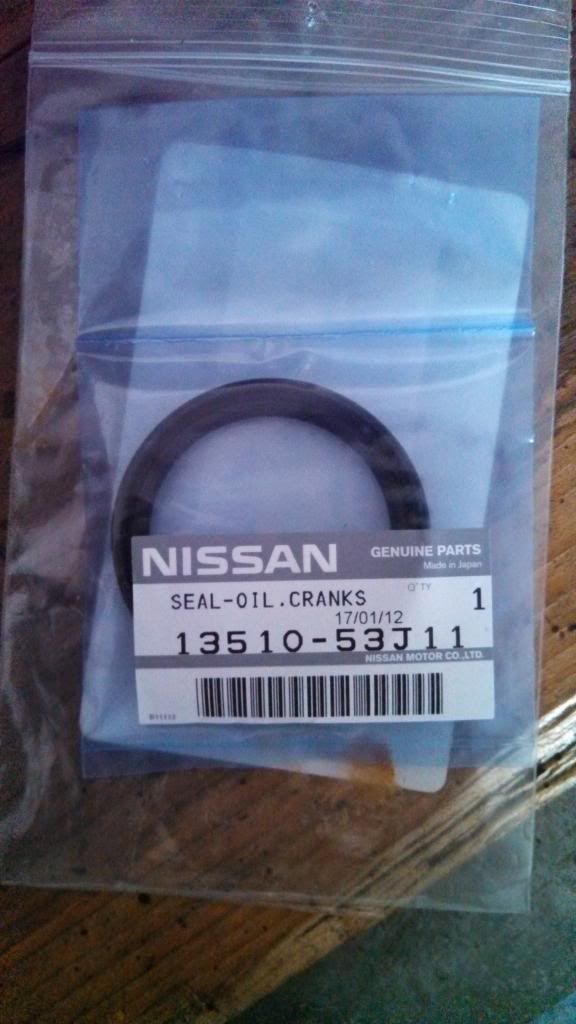 NISSAN GENUINE PARTS
Made in Japan
Q'TY
SEAL-OIL.CRANKS 1
17/01/12
13510-53J11
NISSAN MOTOR CO.,LTD.